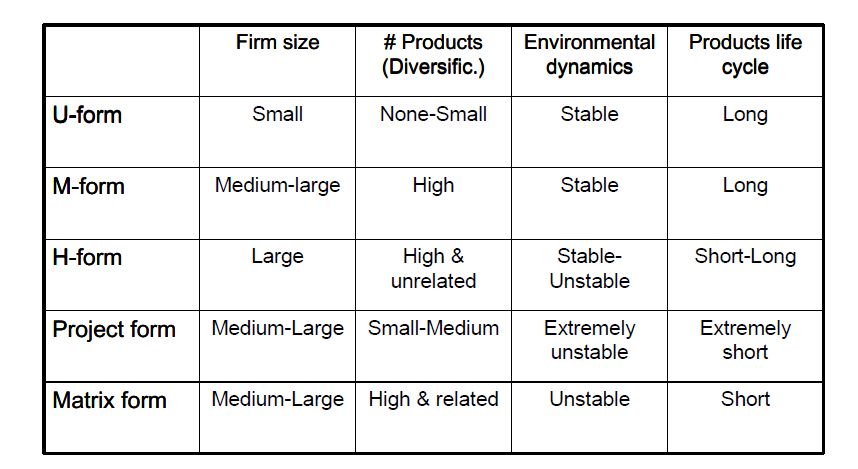 Firm size
# Products
(Diversific.)
Environmental
dynamics
Products life
cycle
U-form
Small
None-Small
Stable
Long
M-form
Medium-large
High
Stable
Long
H-form
Large
High &
unrelated
Stable-
Unstable
Short-Long
Project form
Medium-Large
Small-Medium
Extremely
unstable
Extremely
short
Matrix form
Medium-Large
High & related
Unstable
Short